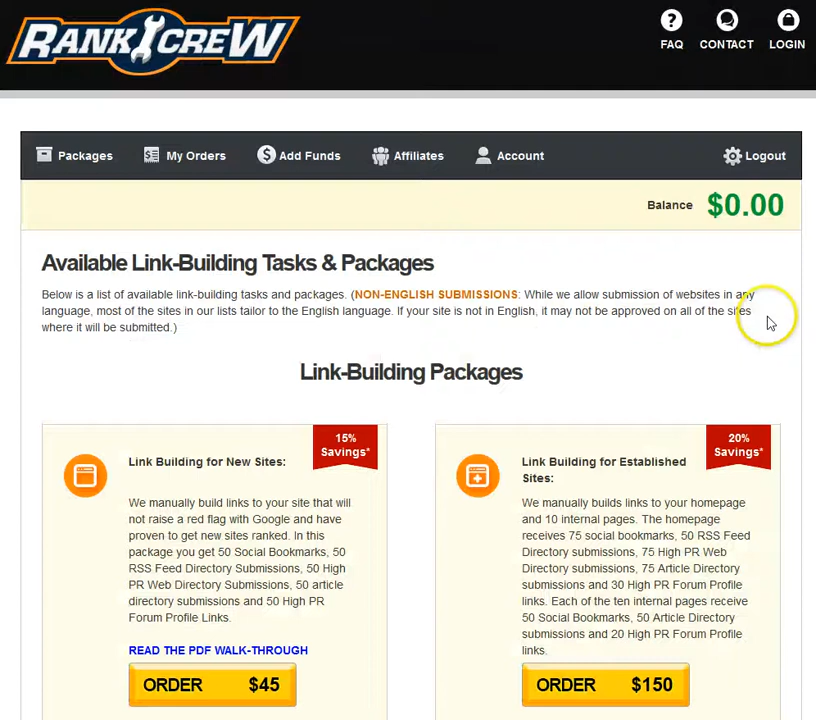 RANK CREW
FAQ
CONTACT
LOGIN
Packages
My Orders
Add Funds
Affiliates
Account
Logout
Balance $0.00
Available Link-Building Tasks & Packages
Below is a list of available link-building tasks and packages. (NON-ENGLISH SUBMISSIONS: While we allow submission of websites in any
language, most of the sites in our lists tailor to the English language. If your site is not in English, it may not be approved on all of the sites
where it will be submitted.)
Link-Building Packages
15%
Savings*
Link Building for New Sites:
We manually build links to your site that will
not raise a red flag with Google and have
proven to get new sites ranked. In this
package you get 50 Social Bookmarks, 50
RSS Feed Directory Submissions, 50 High
PR Web Directory Submissions, 50 article
directory submissions and 50 High PR
Forum Profile Links.
READ THE PDF WALK-THROUGH
ORDER $45
20%
Savings*
Link Building for Established
Sites:
We manually builds links to your homepage
and 10 internal pages. The homepage
receives 75 social bookmarks, 50 RSS Feed
Directory submissions, 75 High PR Web
Directory submissions, 75 Article Directory
submissions and 30 High PR Forum Profile
links. Each of the ten internal pages receive
50 Social Bookmarks, 50 Article Directory
submissions and 20 High PR Forum Profile
links.
ORDER $150